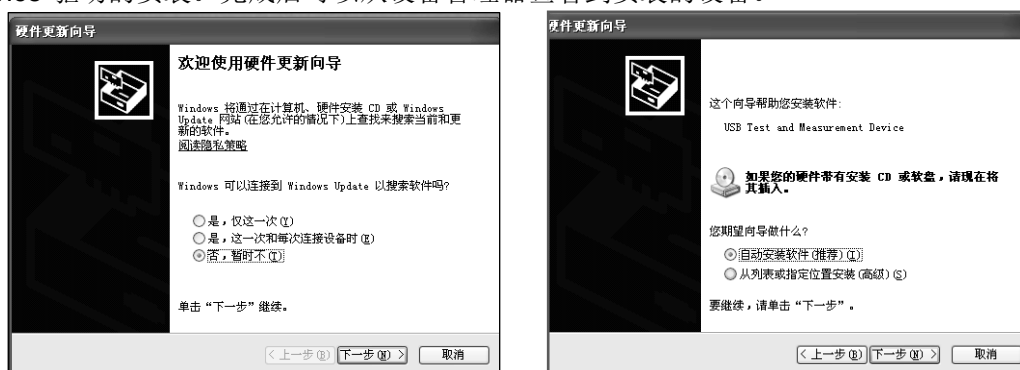 驱动的安装。完成后可以从设备管理器查看到安装的设备。
硬件更新向导
欢迎使用硬件更新向导
Windows 将通过在计算机、硬件安装 CD 或 Windows
Update 网站(在您允许的情况下)上查找来搜索当前和更
新的软件。
阅读隐私策略
Windows 可以连接到 Windows Update 以搜索软件吗?
是，仅这一次(Y)
是，这一次和每次连接设备时(E)
否，暂时不(T)
单击“下一步”继续。
<上一步(B) 下一步(N) > 取消
硬件更新向导
这个向导帮助您安装软件:
USB Test and Measurement Device
如果您的硬件带有安装 CD 或软盘，请现在将
其插入。
您期望向导做什么?
自动安装软件(推荐)(I)
从列表或指定位置安装(高级)(S)
要继续，请单击“下一步”。
<上一步(B) 下一步(N) > 取消